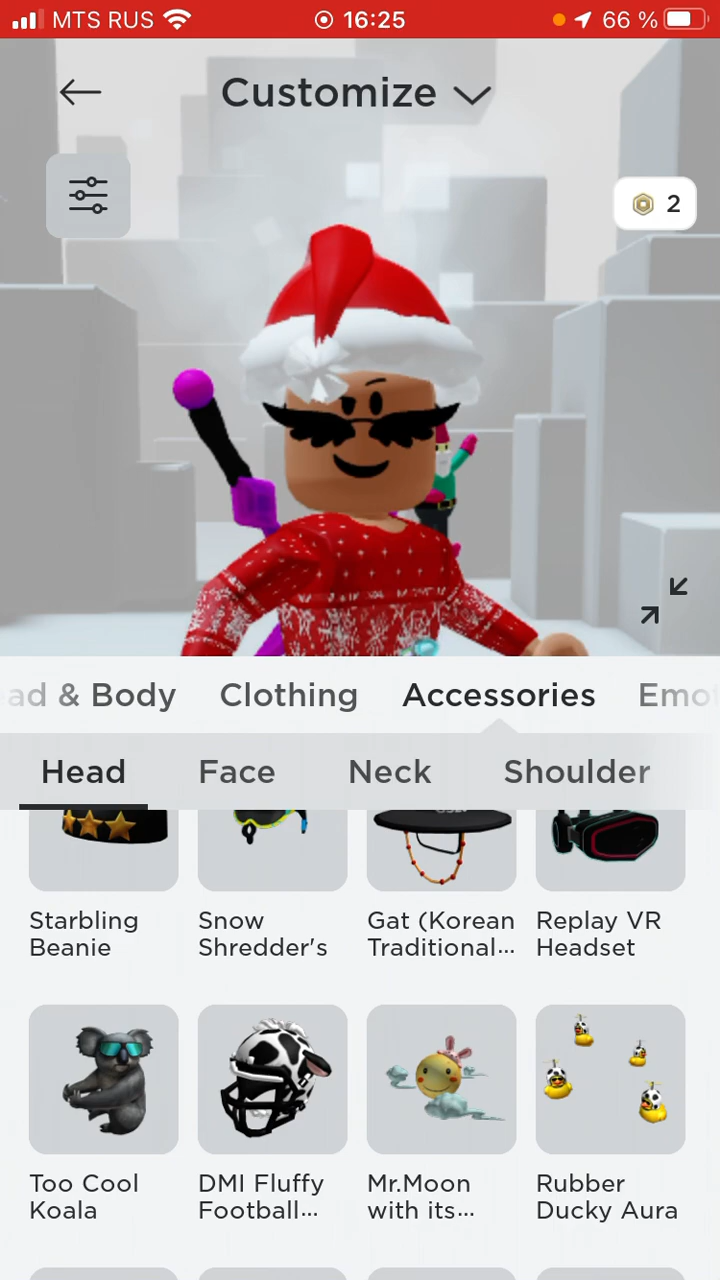 MTS RUS 16:25 66 %
Customize
2
ad & Body Clothing Accessories Emo
Head Face Neck Shoulder
Starbling Beanie
Snow Shredder's
Gat (Korean Traditional...
Replay VR Headset
Too Cool Koala
DMI Fluffy Football...
Mr.Moon with its...
Rubber Ducky Aura